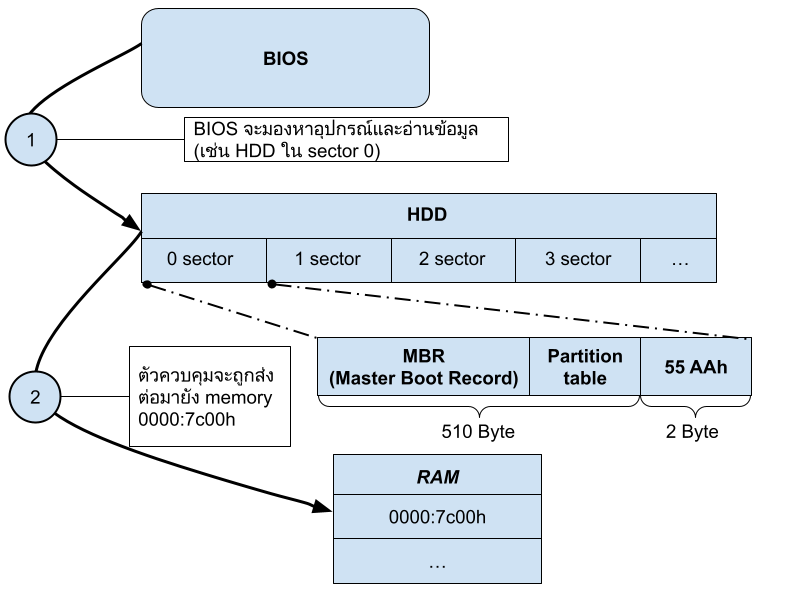 BIOS
1
BIOS จะมองหาอุปกรณ์และอ่านข้อมูล
(เช่น HDD ใน sector 0)
HDD
0 sector
1 sector
2 sector
3 sector
...
MBR
(Master Boot Record)
Partition
table
55 AAh
510 Byte
2 Byte
2
ตัวควบคุมจะถูกส่ง
ต่อมายัง memory
0000:7c00h
RAM
0000:7c00h
...